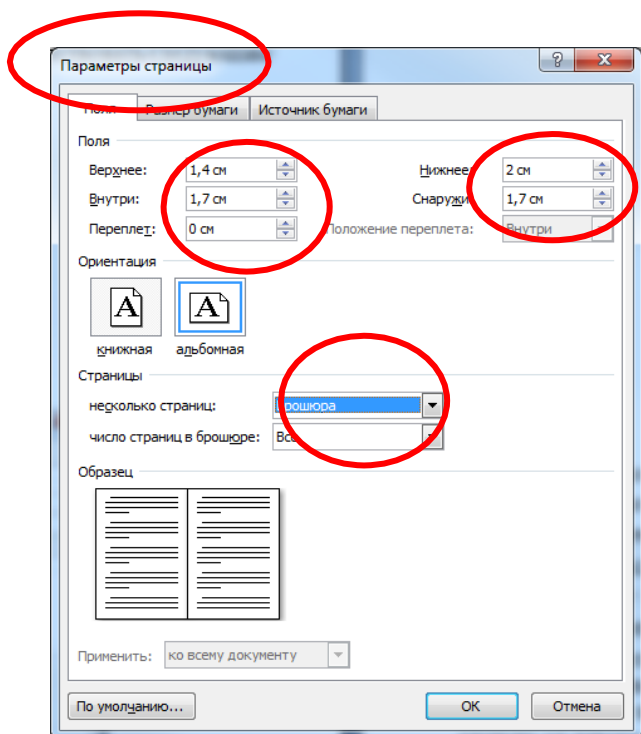 Параметры страницы
Поля Размер бумаги Источник бумаги
Поля
Верхнее: 1,4 см Нижнее: 2 см
Внутри: 1,7 см Снаружи: 1,7 см
Переплет: 0 см Положение переплета: Внутри
Ориентация
A A
книжная альбомная
Страницы
несколько страниц: Брошюра
число страниц в брошюре: Все
Образец
Применить: ко всему документу
По умолчанию... ОК Отмена